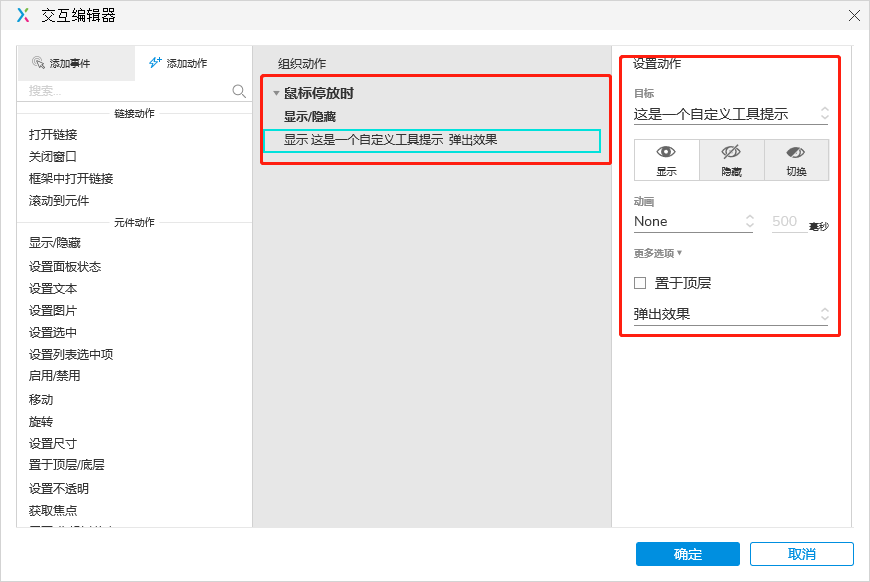 交互编辑器
添加事件
添加动作
搜索...
链接动作
打开链接
关闭窗口
框架中打开链接
滚动到元件
元件动作
显示/隐藏
设置面板状态
设置文本
设置图片
设置选中
设置列表选中项
启用/禁用
移动
旋转
设置尺寸
置于顶层/底层
设置不透明
获取焦点
组织动作
鼠标停放时
显示/隐藏
显示 这是一个自定义工具提示 弹出效果
设置动作
目标
这是一个自定义工具提示
显示
隐藏
切换
动画
None
500 毫秒
更多选项
置于顶层
弹出效果
确定
取消